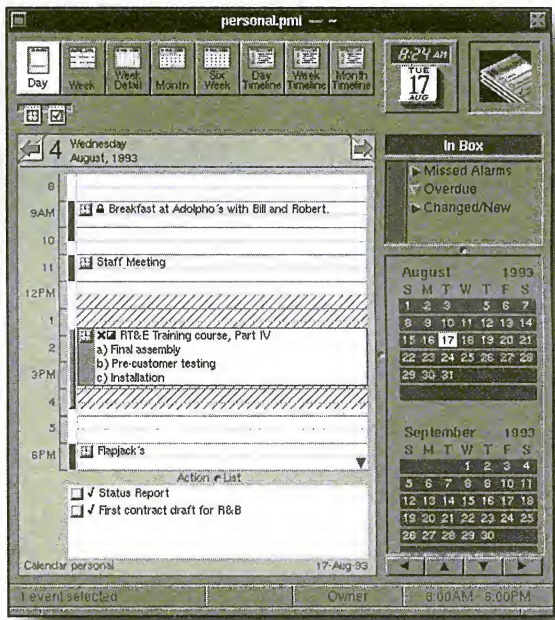 personal.pmi — ~
Day
Week
Week Detail
Month
Six Week
Day Timeline
Week Timeline
Month Timeline
8:24 AM
TUE
17
AUG
4 Wednesday
August, 1993
8
9AM Breakfast at Adolpho's with Bill and Robert.
10
11 Staff Meeting
12PM
1
RT&E Training course, Part IV
2 a) Final assembly
b) Pre-customer testing
3PM c) Installation
4
5
6PM Flapjack's
Action List
√ Status Report
√ First contract draft for R&B
Calendar personal 17-Aug-93
In Box
Missed Alarms
Overdue
Changed/New
August 1993
S M T W T F S
1 2 3 5 6 7
8 9 10 11 12 13 14
15 16 17 18 19 20 21
22 23 24 25 26 27 28
29 30 31
September 1993
S M T W T F S
1 2 3 4
5 6 7 8 9 10 11
12 13 14 15 16 17 18
19 20 21 22 23 24 25
26 27 28 29 30
1 event selected Owner 8:00AM - 6:00PM